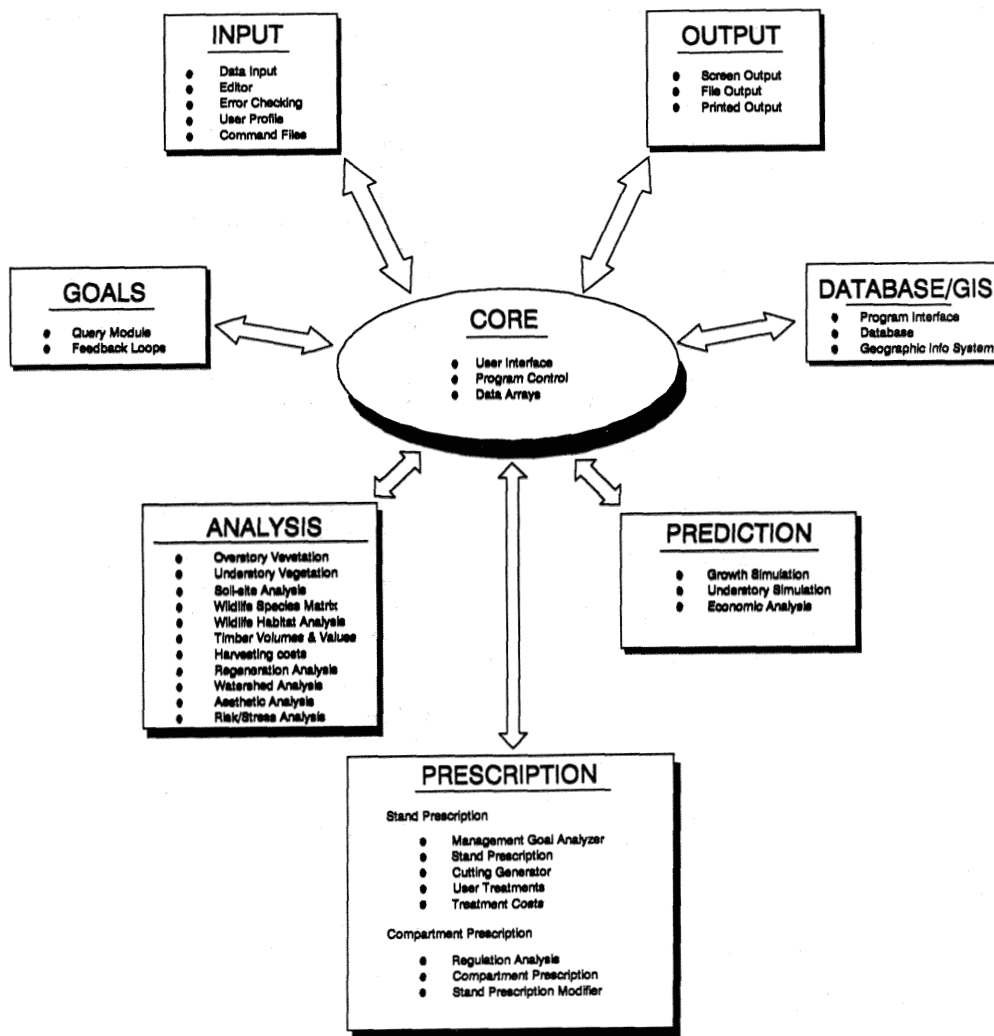 INPUT
Data Input
Editor
Error Checking
User Profile
Command Files
OUTPUT
Screen Output
File Output
Printed Output
GOALS
Query Module
Feedback Loops
CORE
User Interface
Program Control
Data Arrays
DATABASE/GIS
Program Interface
Database
Geographic Info System
ANALYSIS
Overstory Vevetation
Understory Vegetation
Soil-site Analysis
Wildlife Species Matrix
Wildlife Habitat Analysis
Timber Volumes & Values
Harvesting costs
Regeneration Analysis
Watershed Analysis
Aesthetic Analysis
Risk/Stress Analysis
PREDICTION
Growth Simulation
Understory Simulation
Economic Analysis
PRESCRIPTION
Stand Prescription
Management Goal Analyzer
Stand Prescription
Cutting Generator
User Treatments
Treatment Costs
Compartment Prescription
Regulation Analysis
Compartment Prescription
Stand Prescription Modifier